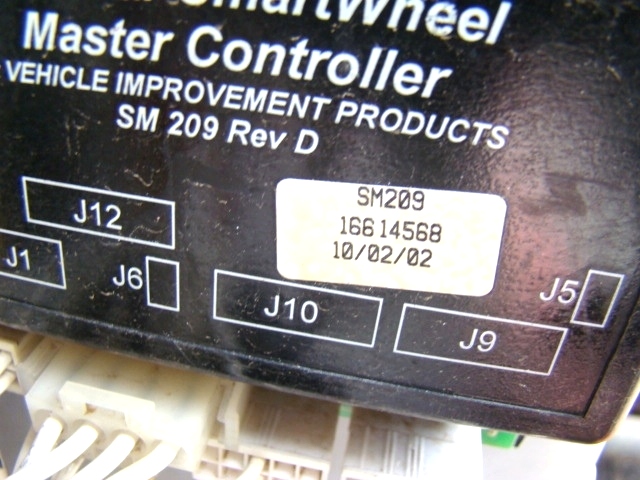 SmartWheel
Master Controller
VEHICLE IMPROVEMENT PRODUCTS
SM 209 Rev D
SM209
16614568
10/02/02
J12
J1
J6
J10
J9
J5